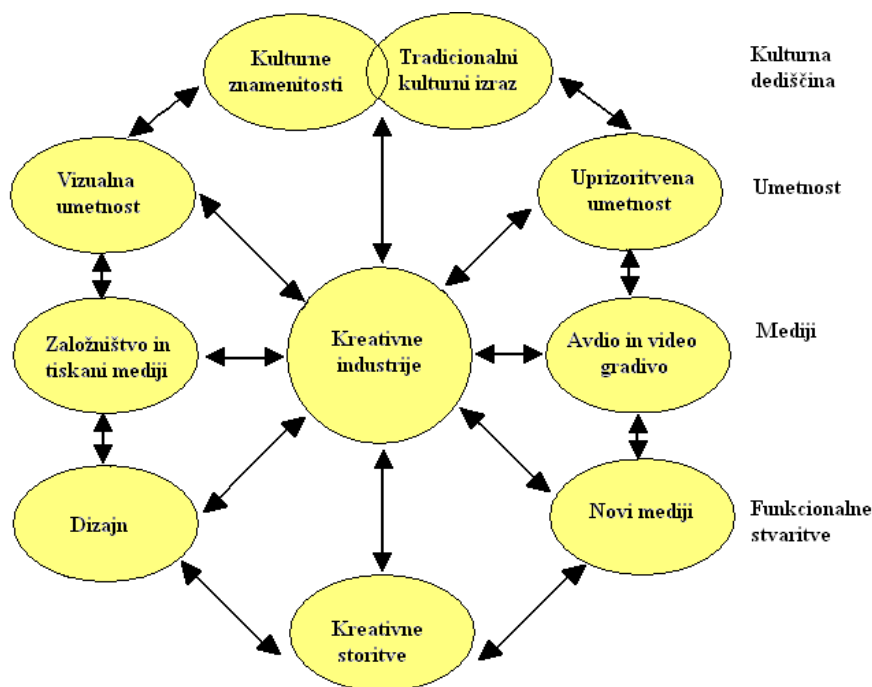 Kulturne
znamenitosti
Tradicionalni
kulturni izraz
Kulturna
dediščina
Vizualna
umetnost
Uprizoritvena
umetnost
Umetnost
Založništvo in
tiskani mediji
Kreativne
industrije
Avdio in video
gradivo
Mediji
Dizajn
Novi mediji
Funkcionalne
stvaritve
Kreativne
storitve